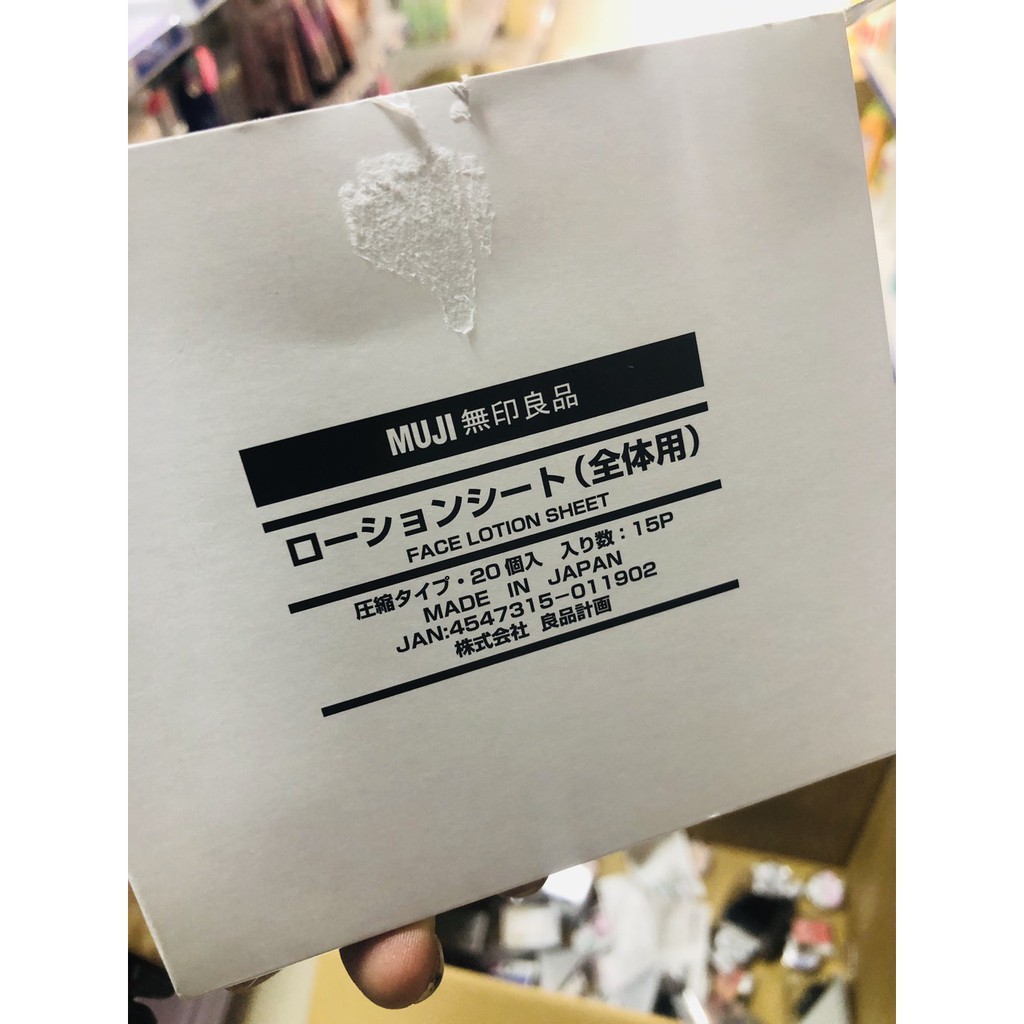 MUJI 無印良品
ローションシート(全体用)
FACE LOTION SHEET
圧縮タイプ・20個入 入り数:15P
MADE IN JAPAN
JAN:4547315-011902
株式会社 良品計画